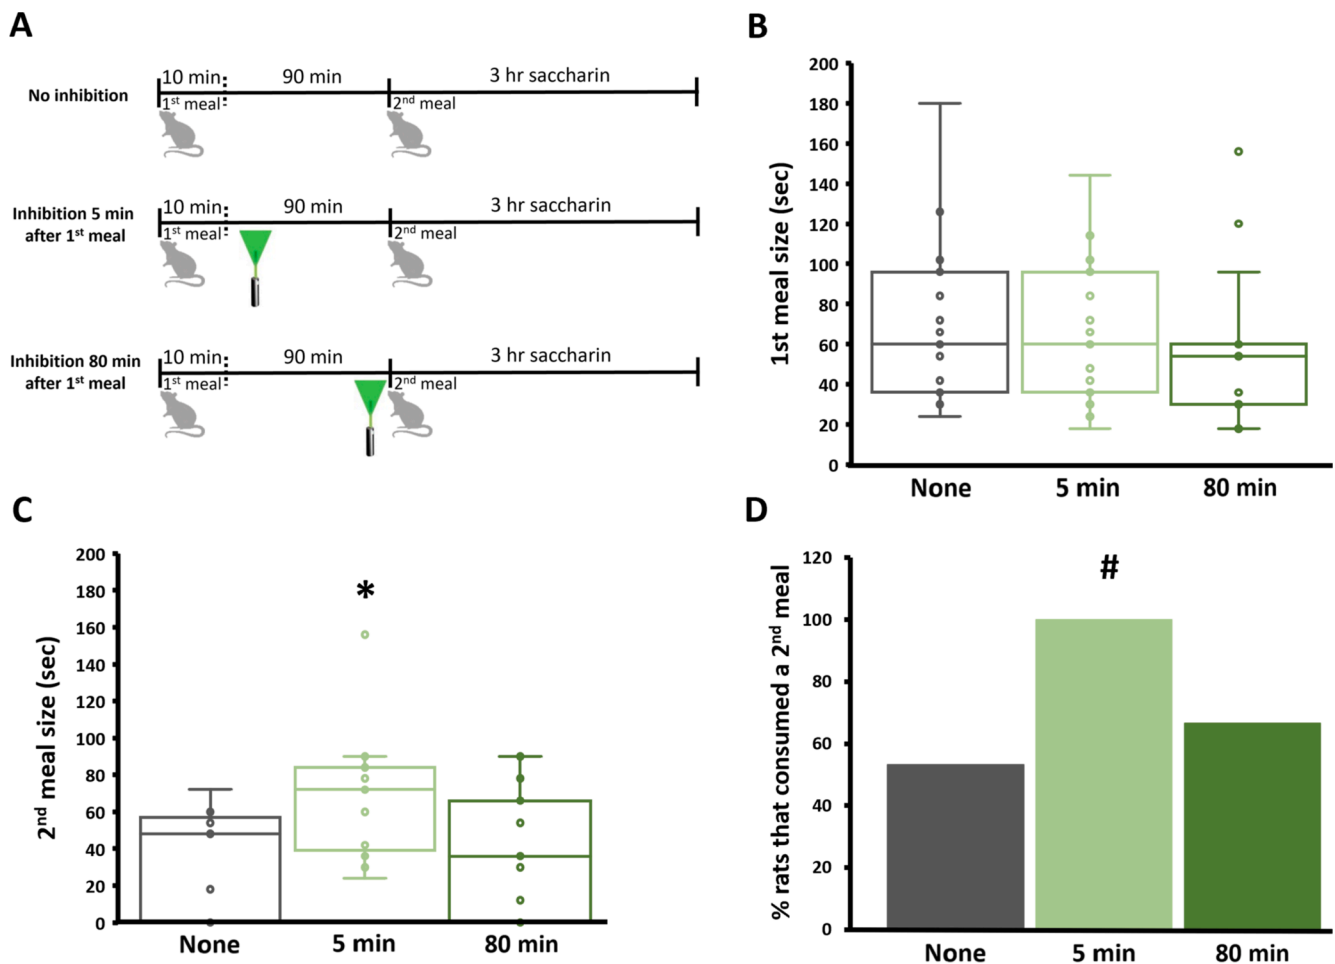 A
No inhibition
10 min
90 min
3 hr saccharin
1st meal
2nd meal
Inhibition 5 min
after 1st meal
10 min
90 min
3 hr saccharin
1st meal
2nd meal
Inhibition 80 min
after 1st meal
10 min
90 min
3 hr saccharin
1st meal
2nd meal
B
1st meal size (sec)
200
180
160
140
120
100
80
60
40
20
0
None
5 min
80 min
C
2nd meal size (sec)
200
180
160
140
120
100
80
60
40
20
0
*
None
5 min
80 min
D
% rats that consumed a 2nd meal
120
100
80
60
40
20
0
#
None
5 min
80 min